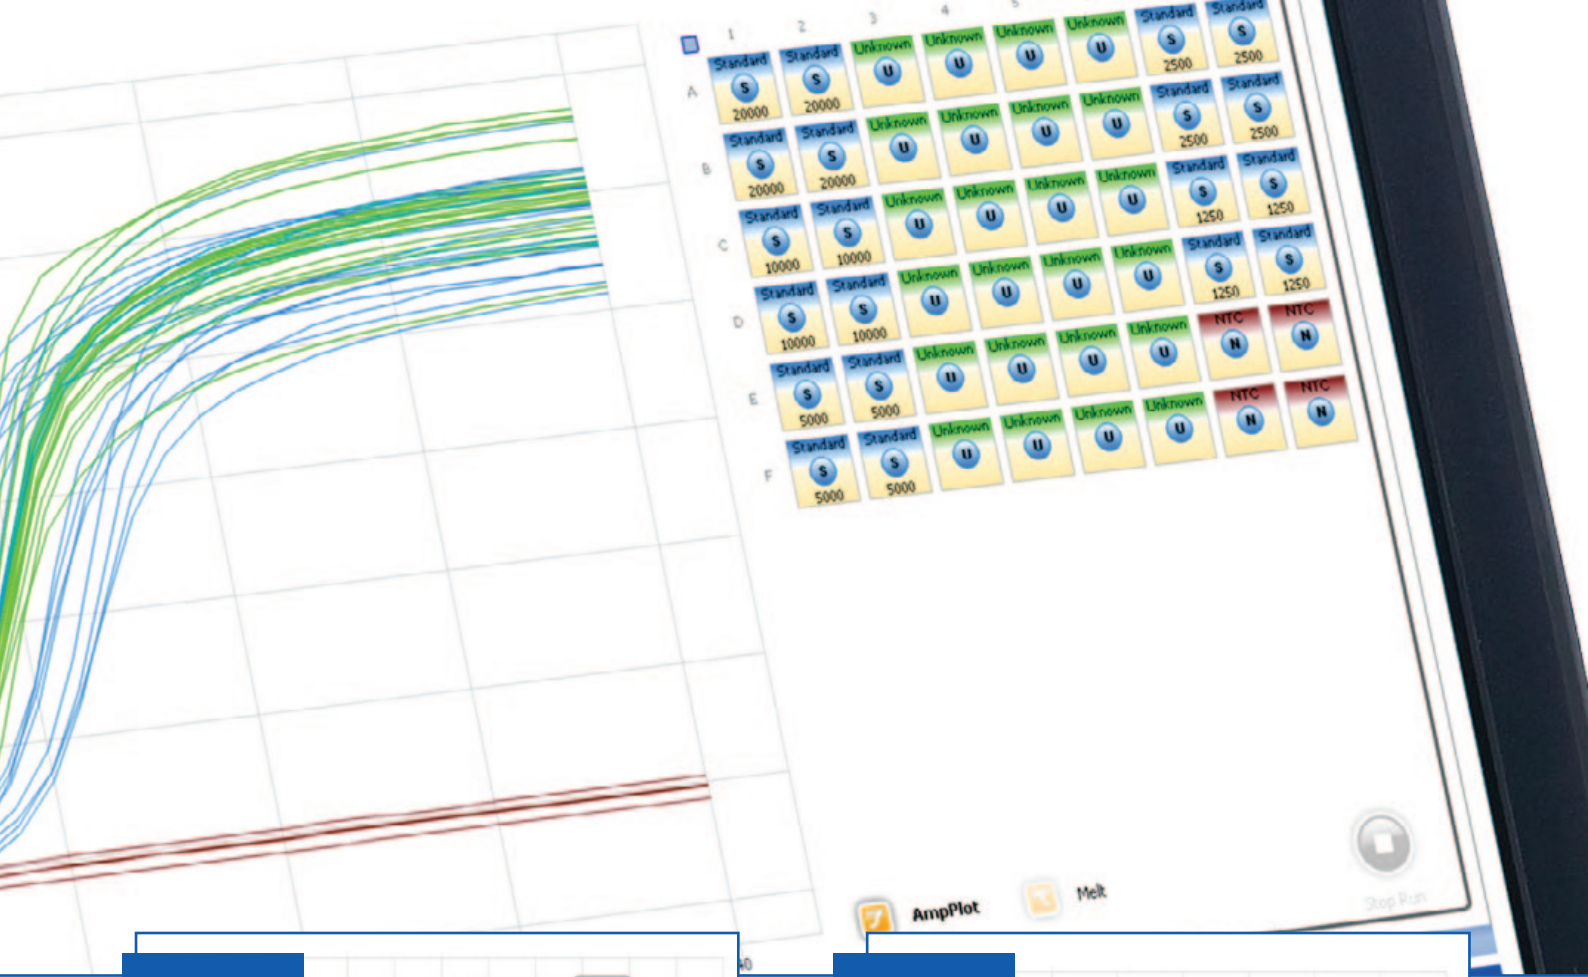 1 2 3 4 5
A
Standard Standard Unknown Unknown Unknown Unknown Standard Standard
S S U U U U S S
20000 20000 2500 2500
B
Standard Standard Unknown Unknown Unknown Unknown Standard Standard
S S U U U U S S
20000 20000 2500 2500
C
Standard Standard Unknown Unknown Unknown Unknown Standard Standard
S S U U U U S S
10000 10000 1250 1250
D
Standard Standard Unknown Unknown Unknown Unknown Standard Standard
S S U U U U S S
10000 10000 1250 1250
E
Standard Standard Unknown Unknown Unknown Unknown NTC NTC
S S U U U U N N
5000 5000
F
Standard Standard Unknown Unknown Unknown Unknown NTC NTC
S S U U U U N N
5000 5000
AmpPlot Melt
Stop Run
40